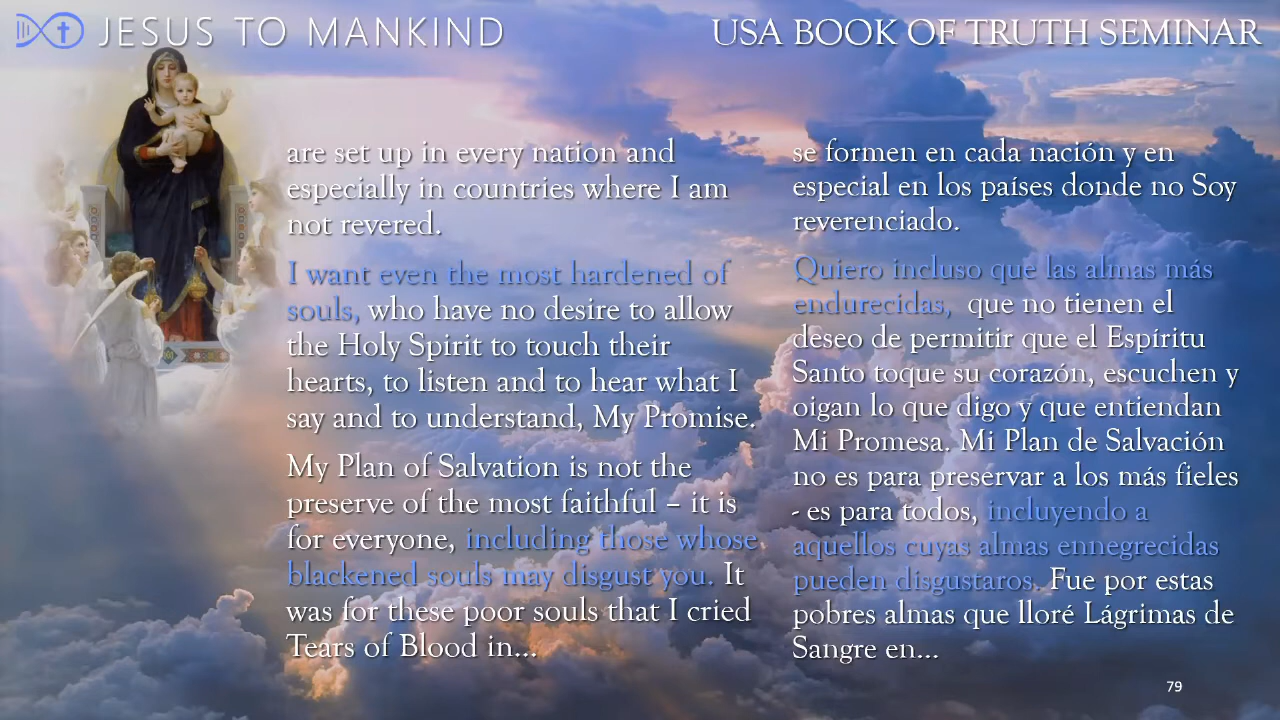 JESUS TO MANKIND
USA BOOK OF TRUTH SEMINAR
are set up in every nation and
especially in countries where I am
not revered.
I want even the most hardened of
souls, who have no desire to allow
the Holy Spirit to touch their
hearts, to listen and to hear what I
say and to understand, My Promise.
My Plan of Salvation is not the
preserve of the most faithful – it is
for everyone, including those whose
blackened souls may disgust you. It
was for these poor souls that I cried
Tears of Blood in...
se formen en cada nación y en
especial en los países donde no Soy
reverenciado.
Quiero incluso que las almas más
endurecidas, que no tienen el
deseo de permitir que el Espíritu
Santo toque su corazón, escuchen y
oigan lo que digo y que entiendan
Mi Promesa. Mi Plan de Salvación
no es para preservar a los más fieles
- es para todos, incluyendo a
aquellos cuyas almas ennegrecidas
pueden disgustaros. Fue por estas
pobres almas que lloré Lágrimas de
Sangre en...
79